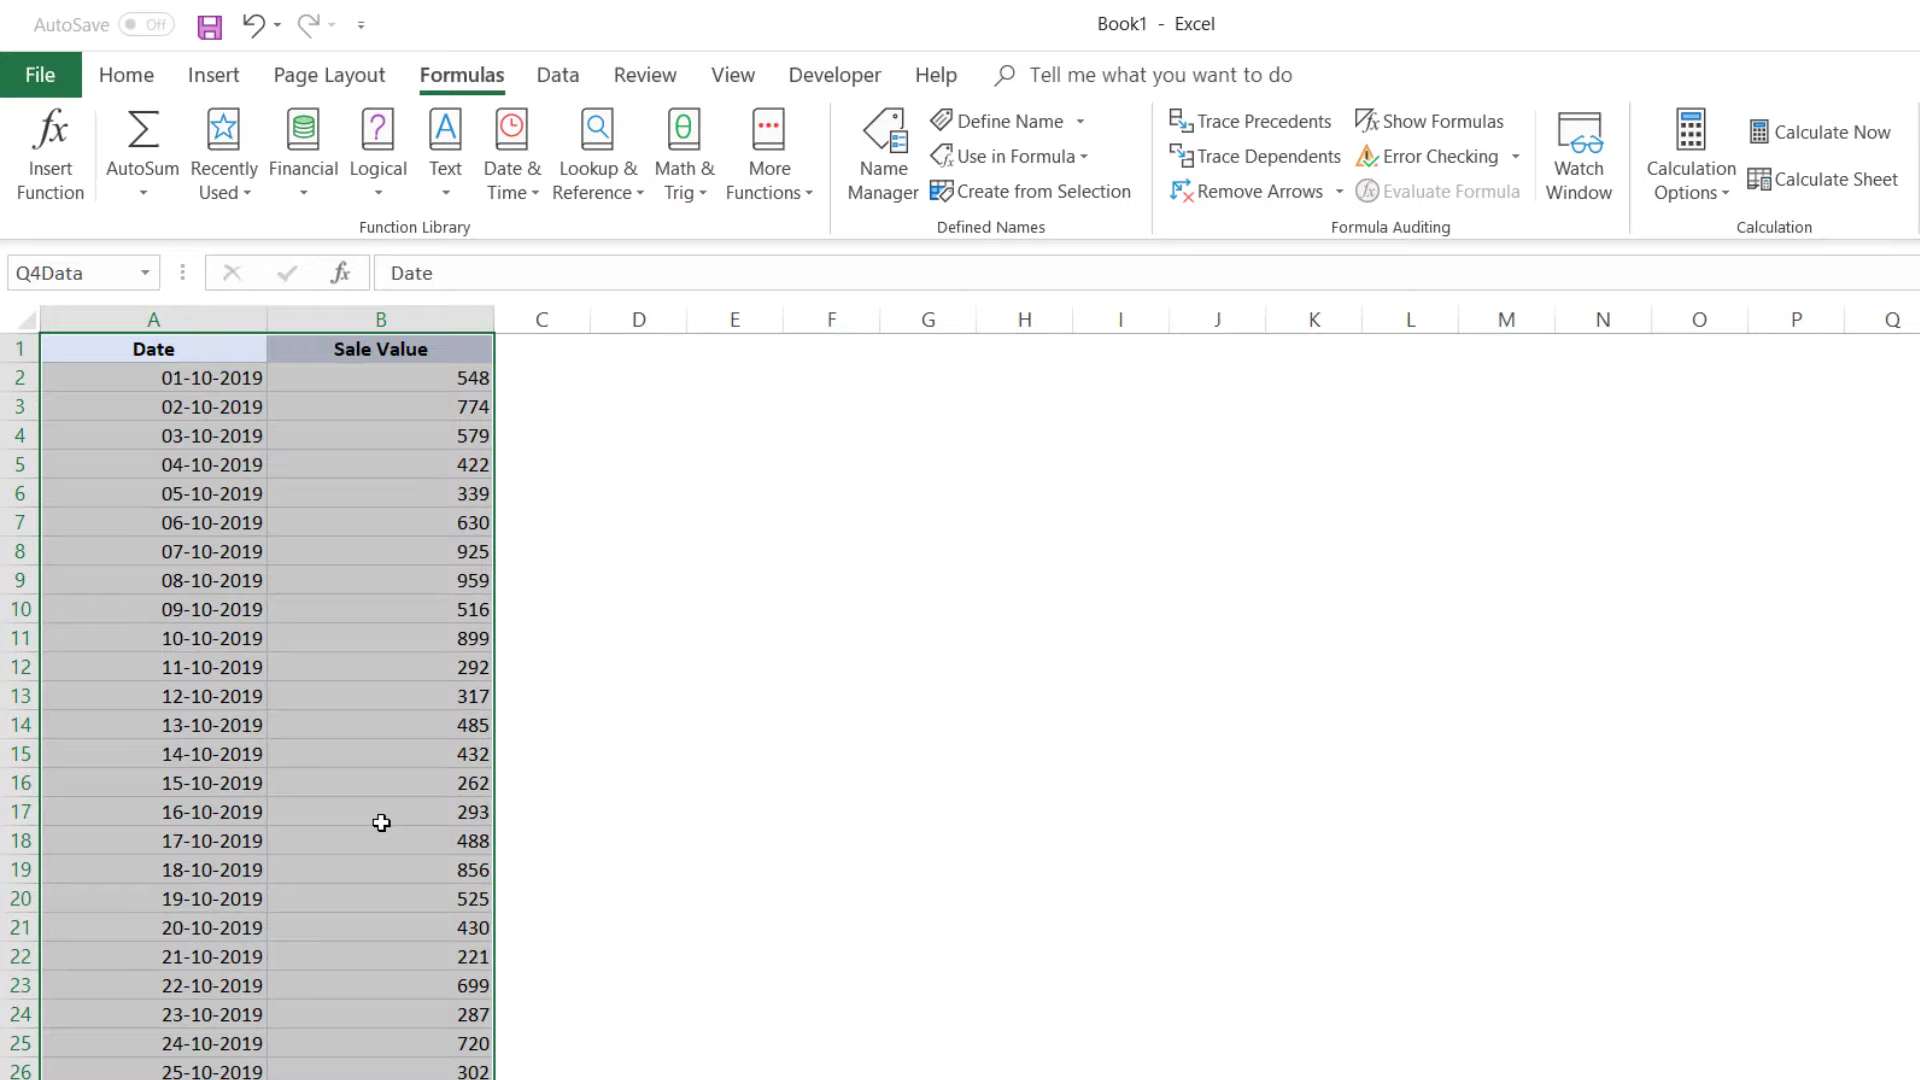 AutoSave Off
Book1 - Excel
File Home Insert Page Layout Formulas Data Review View Developer Help Tell me what you want to do
Insert Function
AutoSum
Recently Used
Financial
Logical
Text
Date & Time
Lookup & Reference
Math & Trig
More Functions
Function Library
Name Manager
Define Name
Use in Formula
Create from Selection
Defined Names
Trace Precedents
Trace Dependents
Remove Arrows
Show Formulas
Error Checking
Evaluate Formula
Formula Auditing
Watch Window
Calculation Options
Calculate Now
Calculate Sheet
Calculation
Q4Data fx Date
A B C D E F G H I J K L M N O P Q
1 Date Sale Value
2 01-10-2019 548
3 02-10-2019 774
4 03-10-2019 579
5 04-10-2019 422
6 05-10-2019 339
7 06-10-2019 630
8 07-10-2019 925
9 08-10-2019 959
10 09-10-2019 516
11 10-10-2019 899
12 11-10-2019 292
13 12-10-2019 317
14 13-10-2019 485
15 14-10-2019 432
16 15-10-2019 262
17 16-10-2019 293
18 17-10-2019 488
19 18-10-2019 856
20 19-10-2019 525
21 20-10-2019 430
22 21-10-2019 221
23 22-10-2019 699
24 23-10-2019 287
25 24-10-2019 720
26 25-10-2019 302